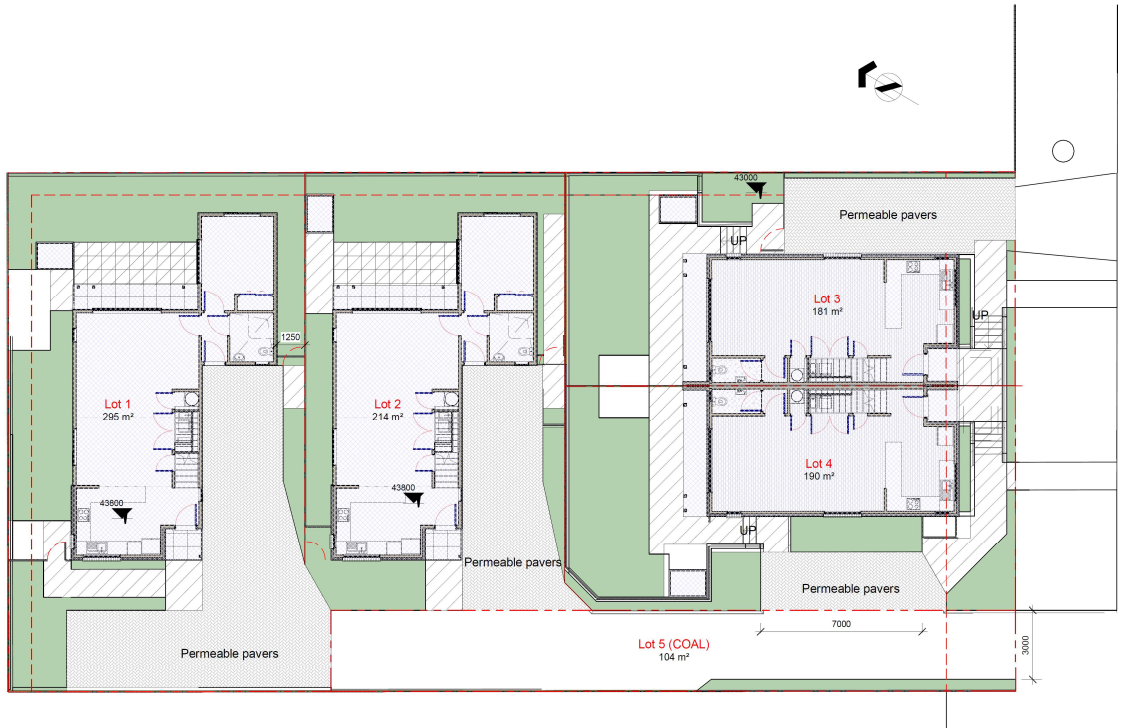 43000
Permeable pavers
UP
Lot 3
181 m²
UP
1250
Lot 1
295 m²
Lot 2
214 m²
Lot 4
190 m²
43800
43800
UP
Permeable pavers
Permeable pavers
7000
Lot 5 (COAL)
104 m²
3000
Permeable pavers